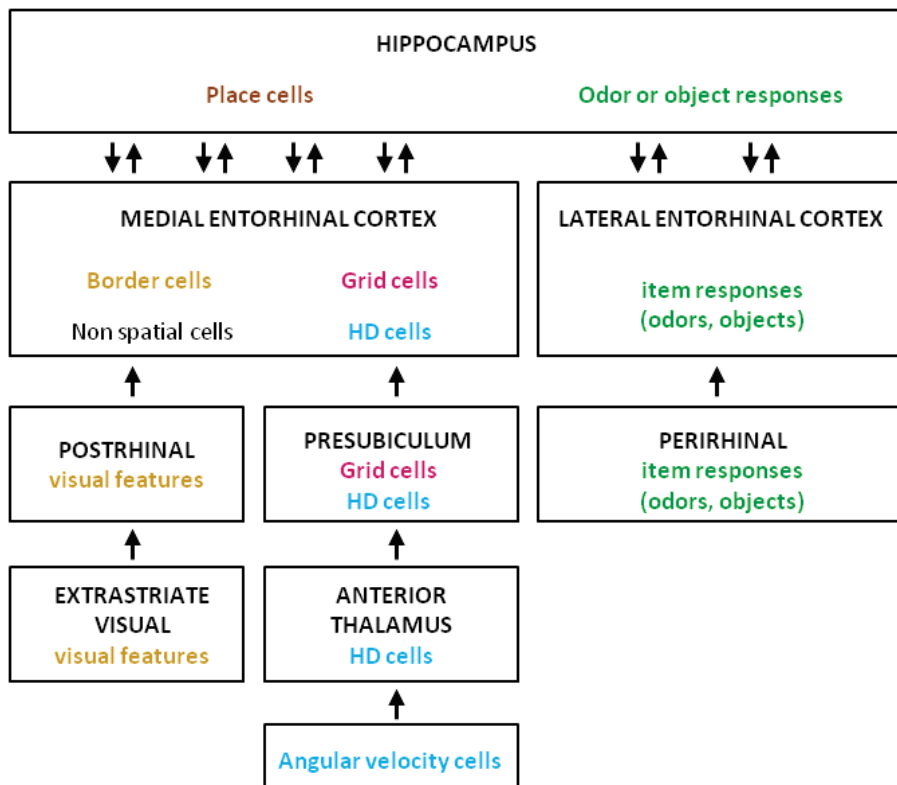 HIPPOCAMPUS
Place cells
Odor or object responses
MEDIAL ENTORHINAL CORTEX
Border cells
Grid cells
Non spatial cells
HD cells
LATERAL ENTORHINAL CORTEX
item responses
(odors, objects)
POSTRHINAL
visual features
PRESUBICULUM
Grid cells
HD cells
PERIRHINAL
item responses
(odors, objects)
EXTRASTRIATE
VISUAL
visual features
ANTERIOR
THALAMUS
HD cells
Angular velocity cells